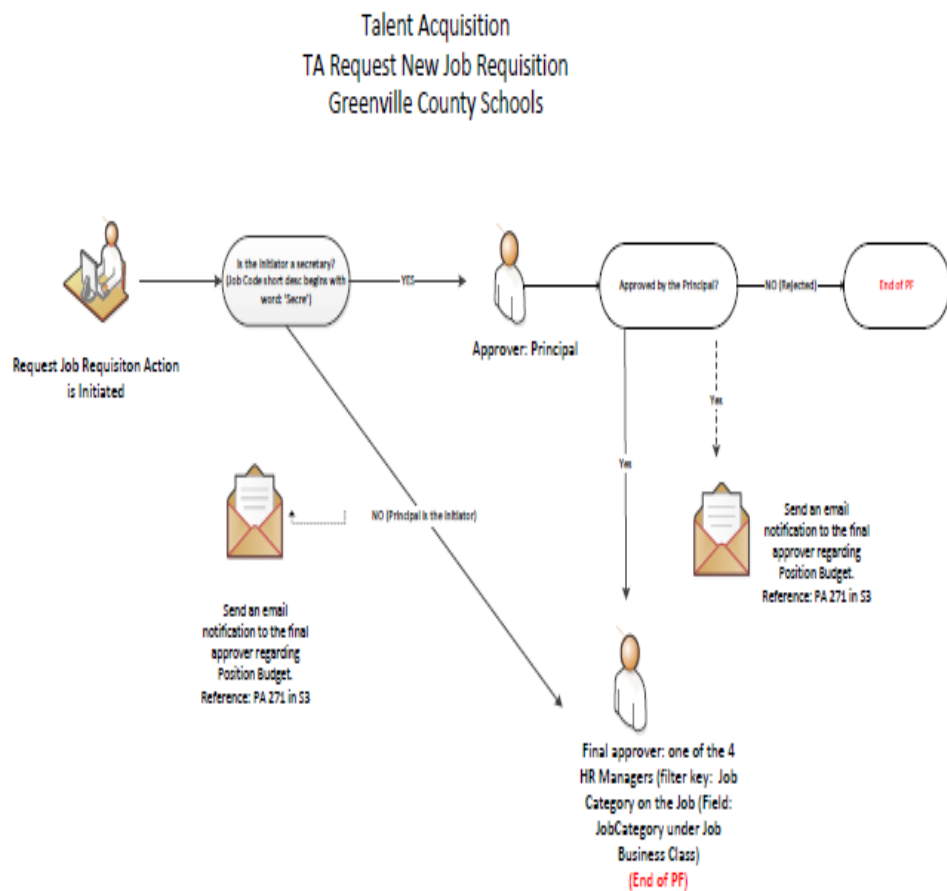 Talent Acquisition
TA Request New Job Requisition
Greenville County Schools
Is the Initiator a secretary?
(Job Code short desc begins with
word: 'Secre')
YES
Approved by the Principal?
NO (Rejected)
End of PF
Approver: Principal
Request Job Requisiton Action
is Initiated
Yes
Yes
NO (Principal is the Initiator)
Send an email
notification to the final
approver regarding
Position Budget.
Reference: PA 271 in S3
Send an email
notification to the final
approver regarding
Position Budget.
Reference: PA 271 in S3
Final approver: one of the 4
HR Managers (filter key: Job
Category on the Job (Field:
JobCategory under Job
Business Class)
(End of PF)